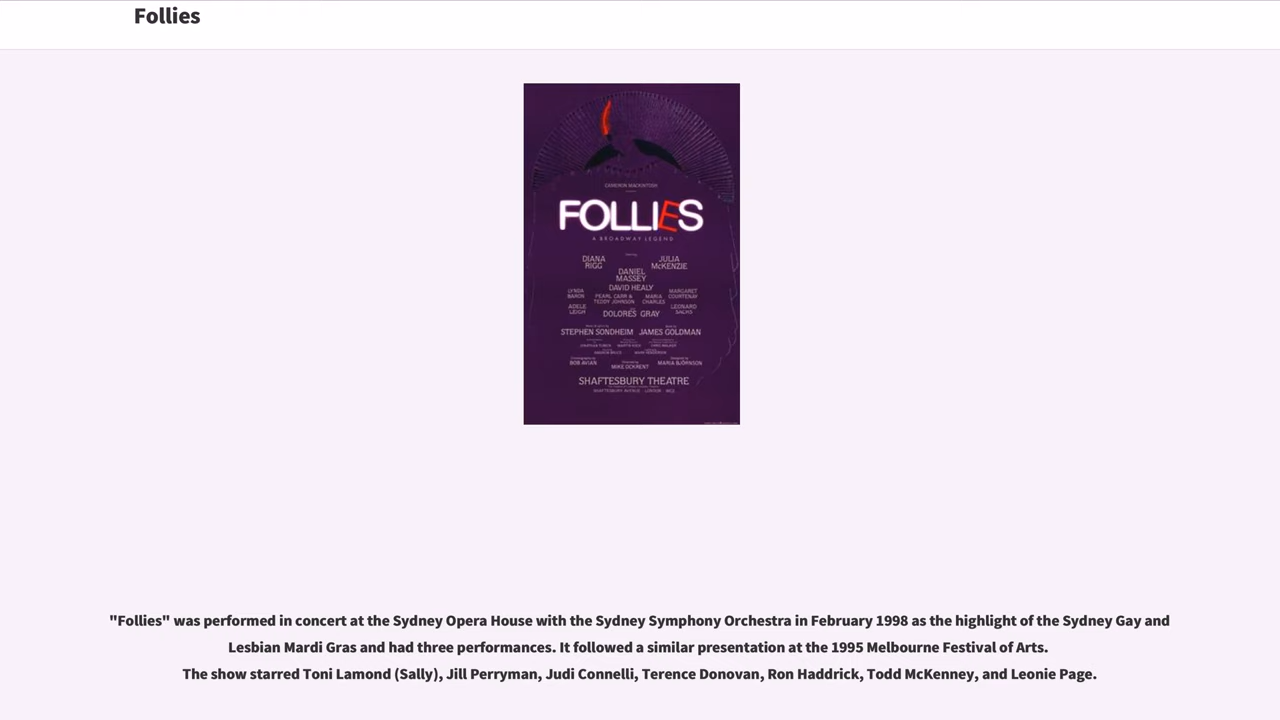 Follies
CAMERON MACKINTOSH
FOLLIES
A BROADWAY LEGEND
DIANA RIGG
JULIA McKENZIE
DANIEL MASSEY
DAVID HEALY
LYNDA BARON
PEARL CARR & TEDDY JOHNSON
MARIA CHARLES
MARGARET COURTENAY
ADELE LEIGH
LEONARD SACHS
DOLORES GRAY
STEPHEN SONDHEIM JAMES GOLDMAN
BOB AVIAN
MARIA BJÖRNSON
MIKE OCKRENT
SHAFTESBURY THEATRE
"Follies" was performed in concert at the Sydney Opera House with the Sydney Symphony Orchestra in February 1998 as the highlight of the Sydney Gay and
Lesbian Mardi Gras and had three performances. It followed a similar presentation at the 1995 Melbourne Festival of Arts.
The show starred Toni Lamond (Sally), Jill Perryman, Judi Connelli, Terence Donovan, Ron Haddrick, Todd McKenney, and Leonie Page.